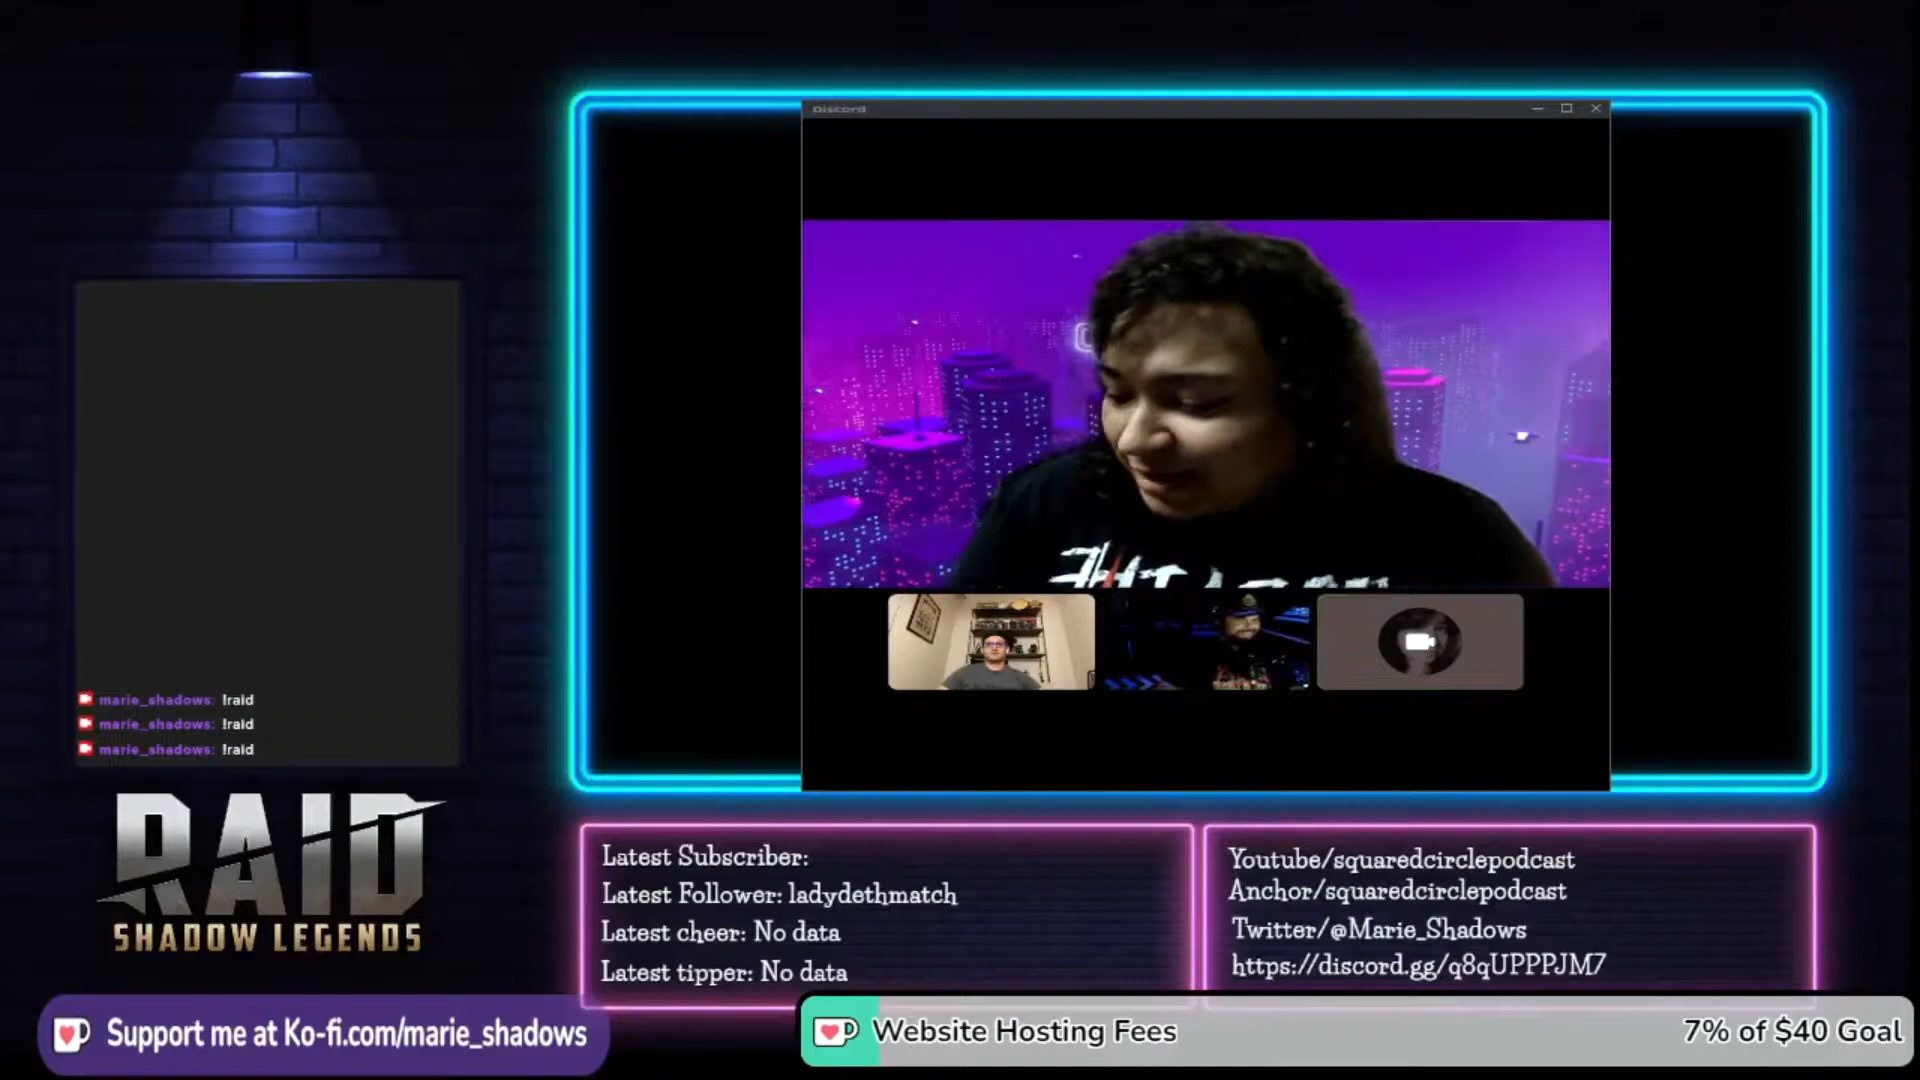 Discord
marie_shadows: !raid
marie_shadows: !raid
marie_shadows: !raid
RAID
SHADOW LEGENDS
Latest Subscriber:
Latest Follower: ladydethmatch
Latest cheer: No data
Latest tipper: No data
Youtube/squaredcirclepodcast
Anchor/squaredcirclepodcast
Twitter/@Marie_Shadows
https://discord.gg/q8qUPPPJM7
Support me at Ko-fi.com/marie_shadows
Website Hosting Fees
7% of $40 Goal